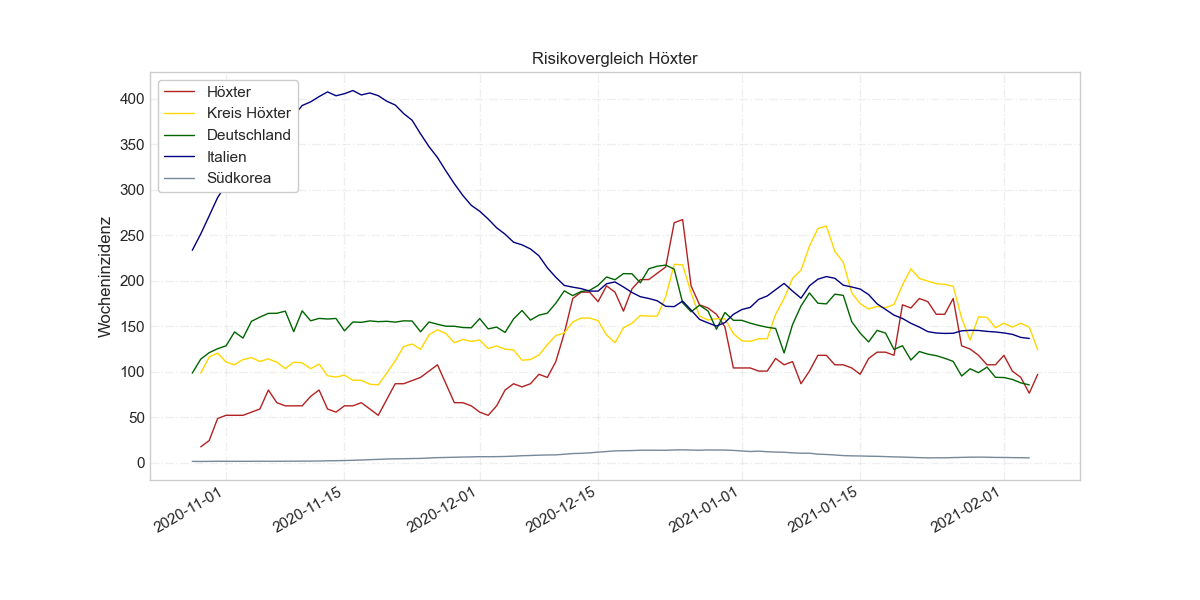 Risikovergleich Höxter
Wocheninzidenz
400
350
300
250
200
150
100
50
0
Höxter
Kreis Höxter
Deutschland
Italien
Südkorea
2020-11-01
2020-11-15
2020-12-01
2020-12-15
2021-01-01
2021-01-15
2021-02-01